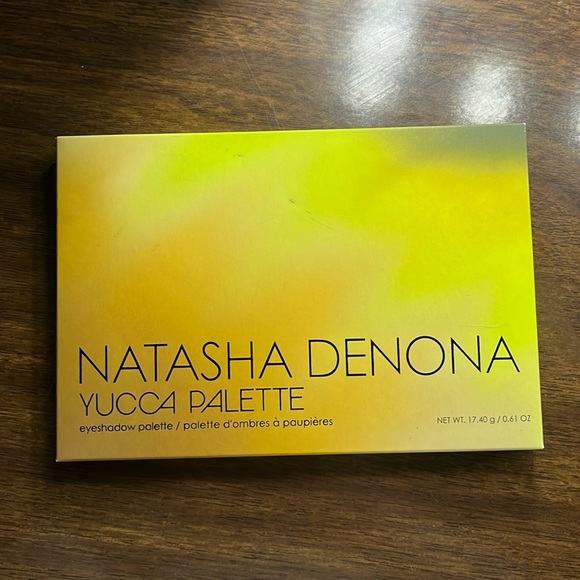 NATASHA DENONA
YUCCA PALETTE
eyeshadow palette / palette d'ombres à paupières
NET WT. 17.40 g / 0.61 OZ